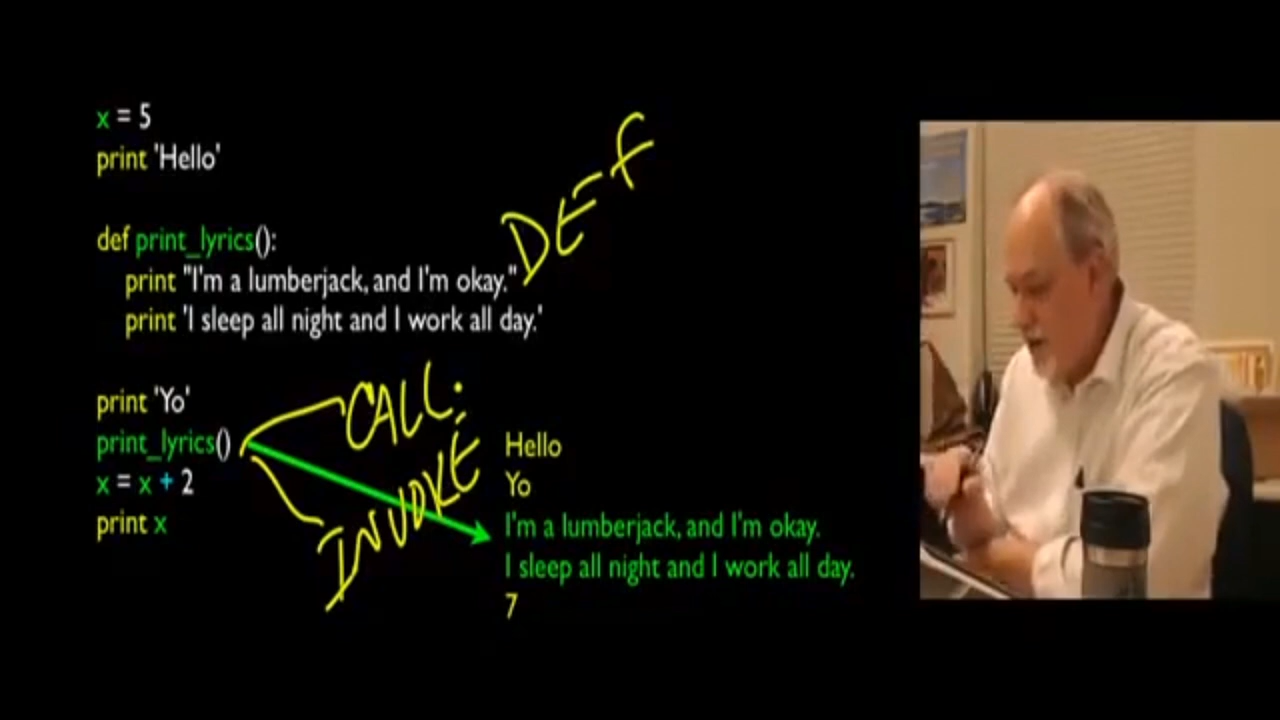 x = 5
print 'Hello'
def print_lyrics():
print "I'm a lumberjack, and I'm okay."
print 'I sleep all night and I work all day.'
DEf
print 'Yo'
print_lyrics()
x = x + 2
print x
CALL:
INVOKE
Hello
Yo
I'm a lumberjack, and I'm okay.
I sleep all night and I work all day.
7